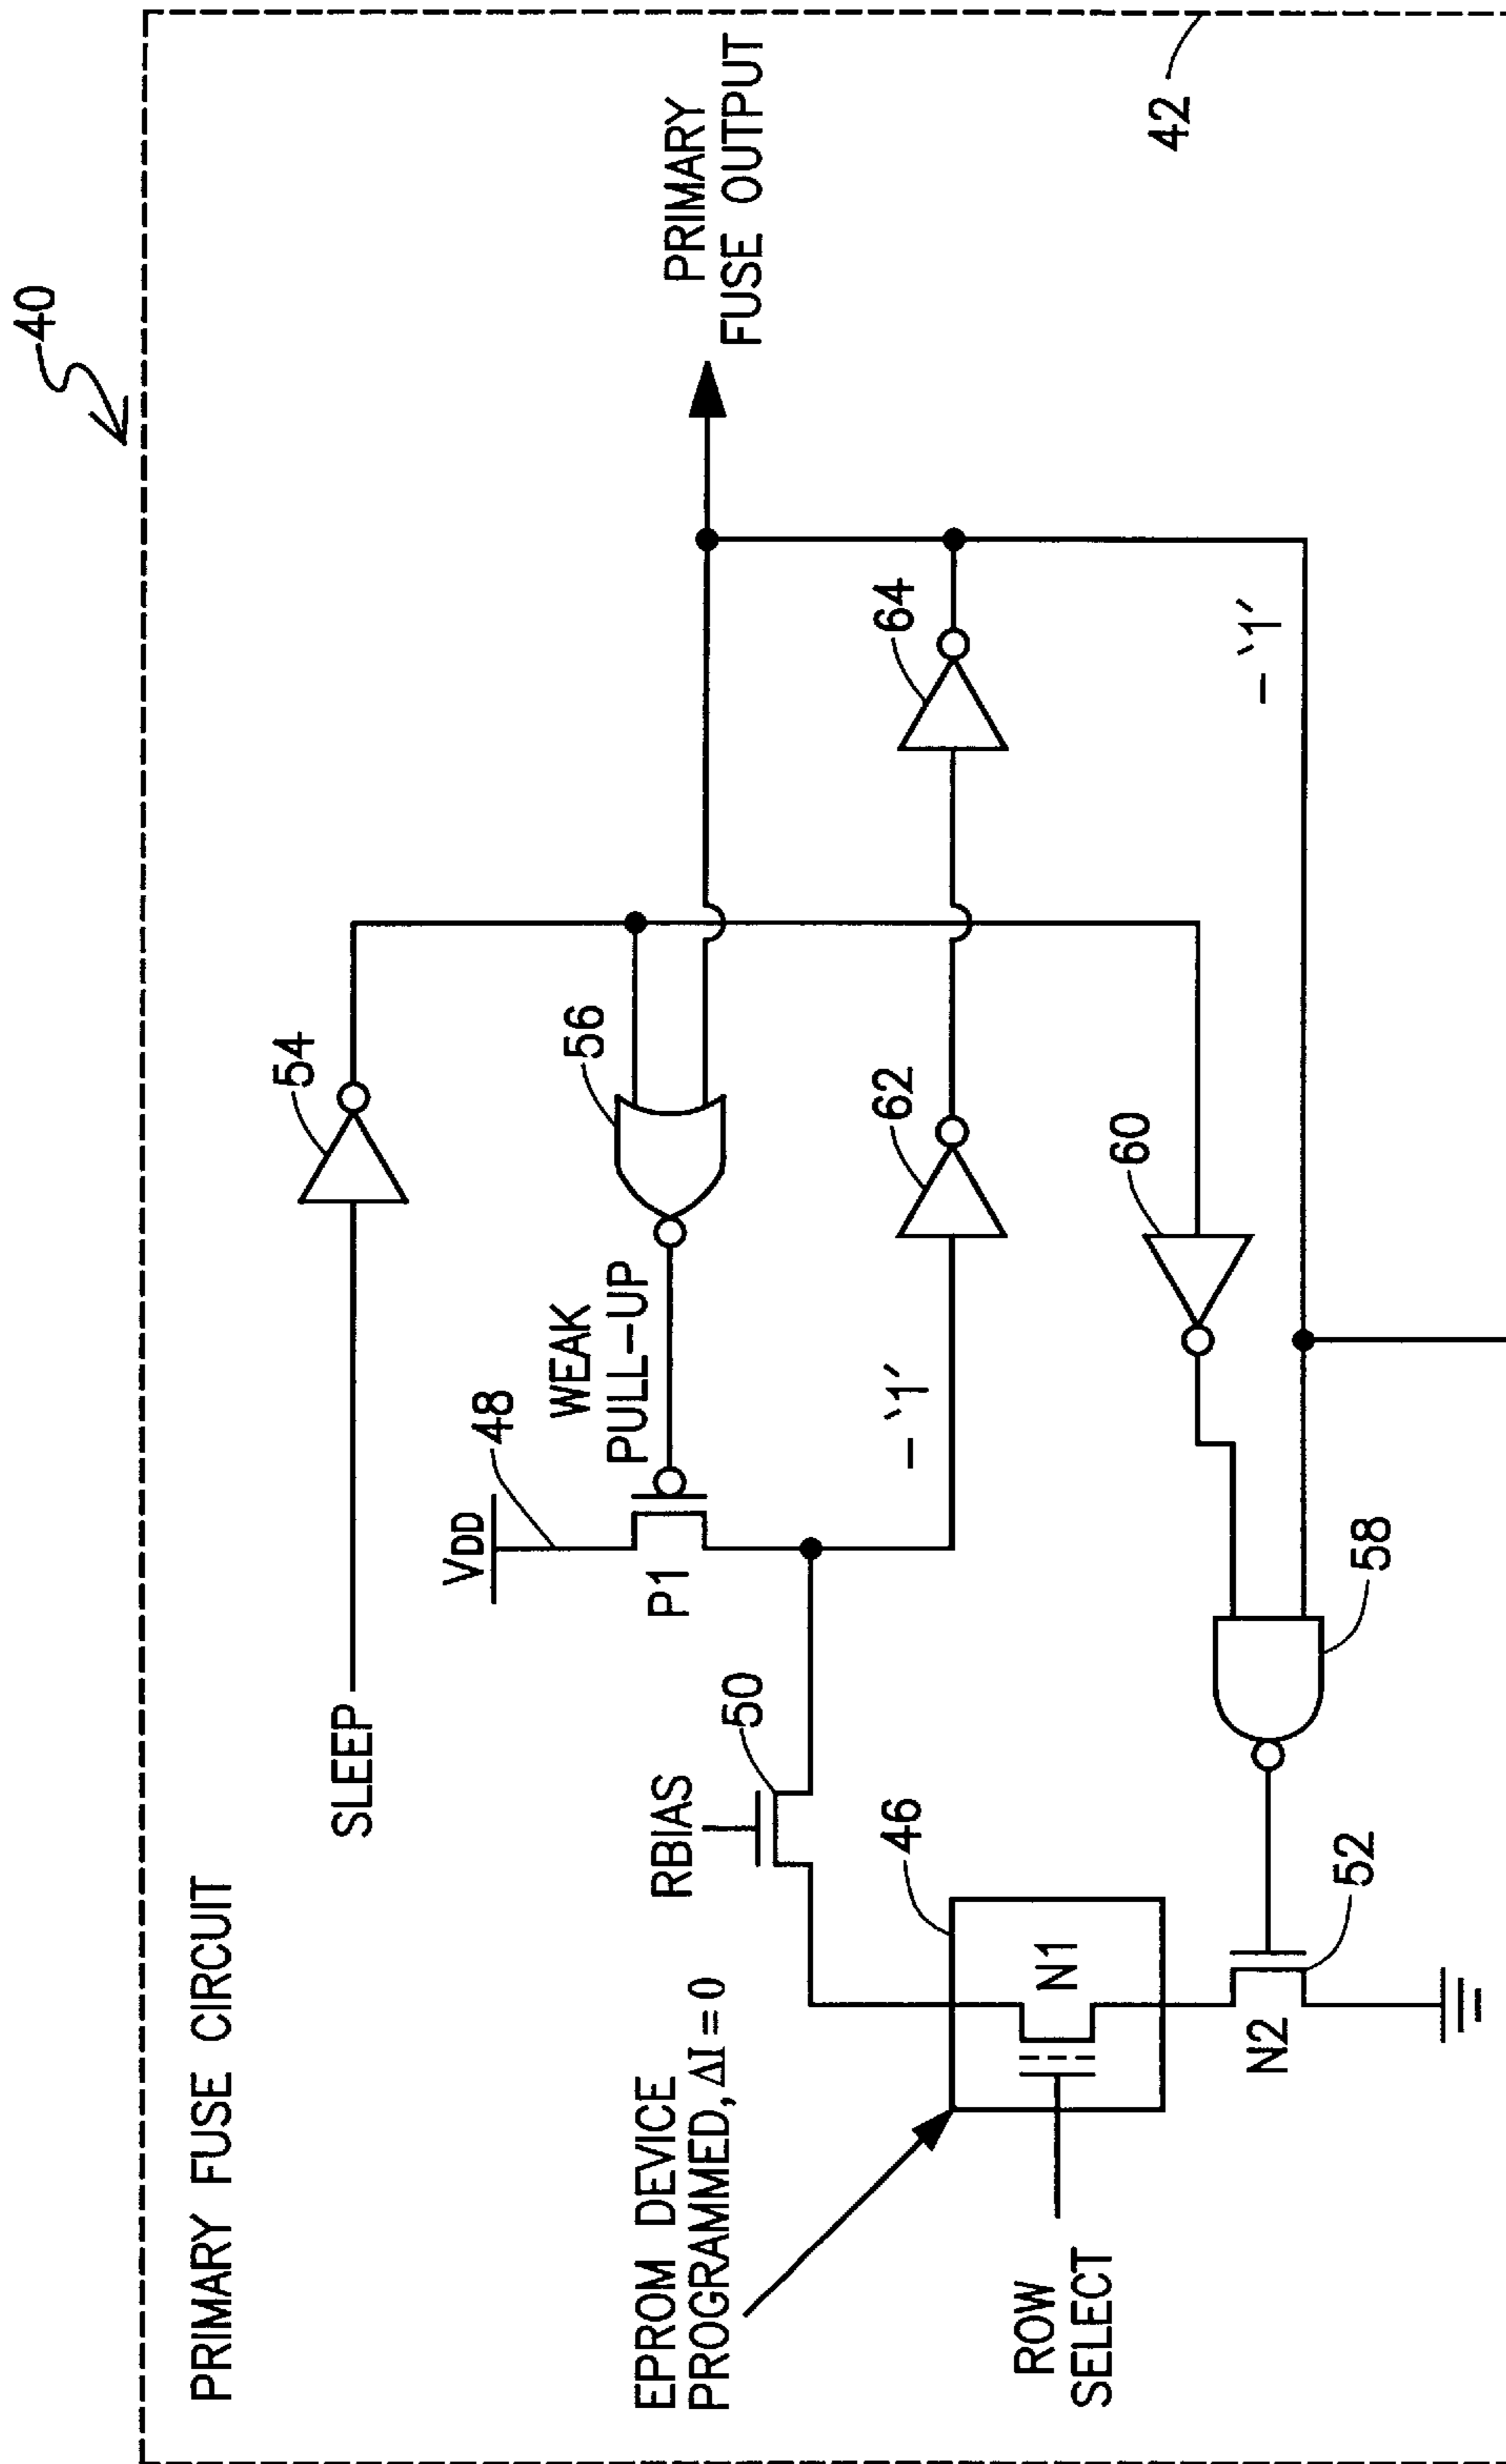 40
PRIMARY FUSE CIRCUIT
SLEEP
54
VDD
48
WEAK
PULL-UP
56
PRIMARY
FUSE OUTPUT
P1
EPROM DEVICE
PROGRAMMED, ΔI = 0
RBIAS
50
46
- '1'
62
64
ROW
SELECT
N1
60
42
N2
52
58
- '1'